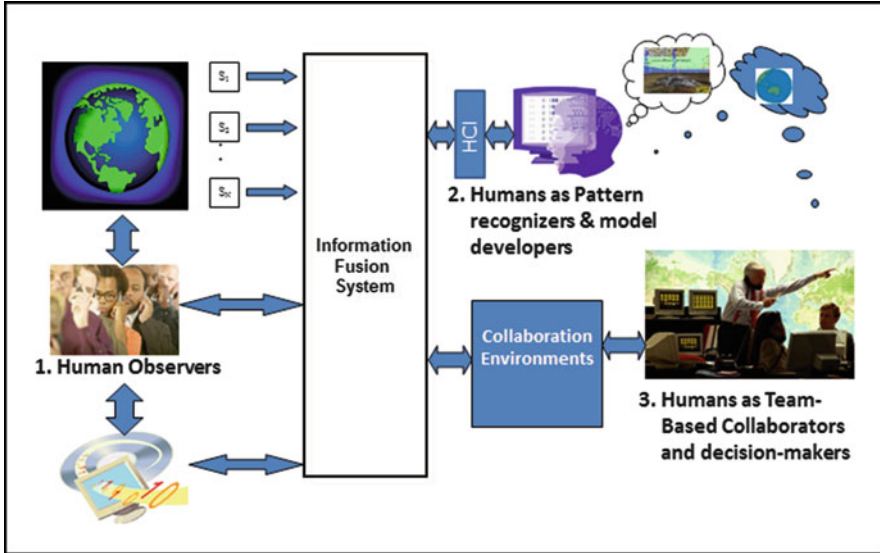 S1
S2
SN
Information
Fusion
System
HCI
2. Humans as Pattern
recognizers & model
developers
1. Human Observers
Collaboration
Environments
3. Humans as Team-
Based Collaborators
and decision-makers